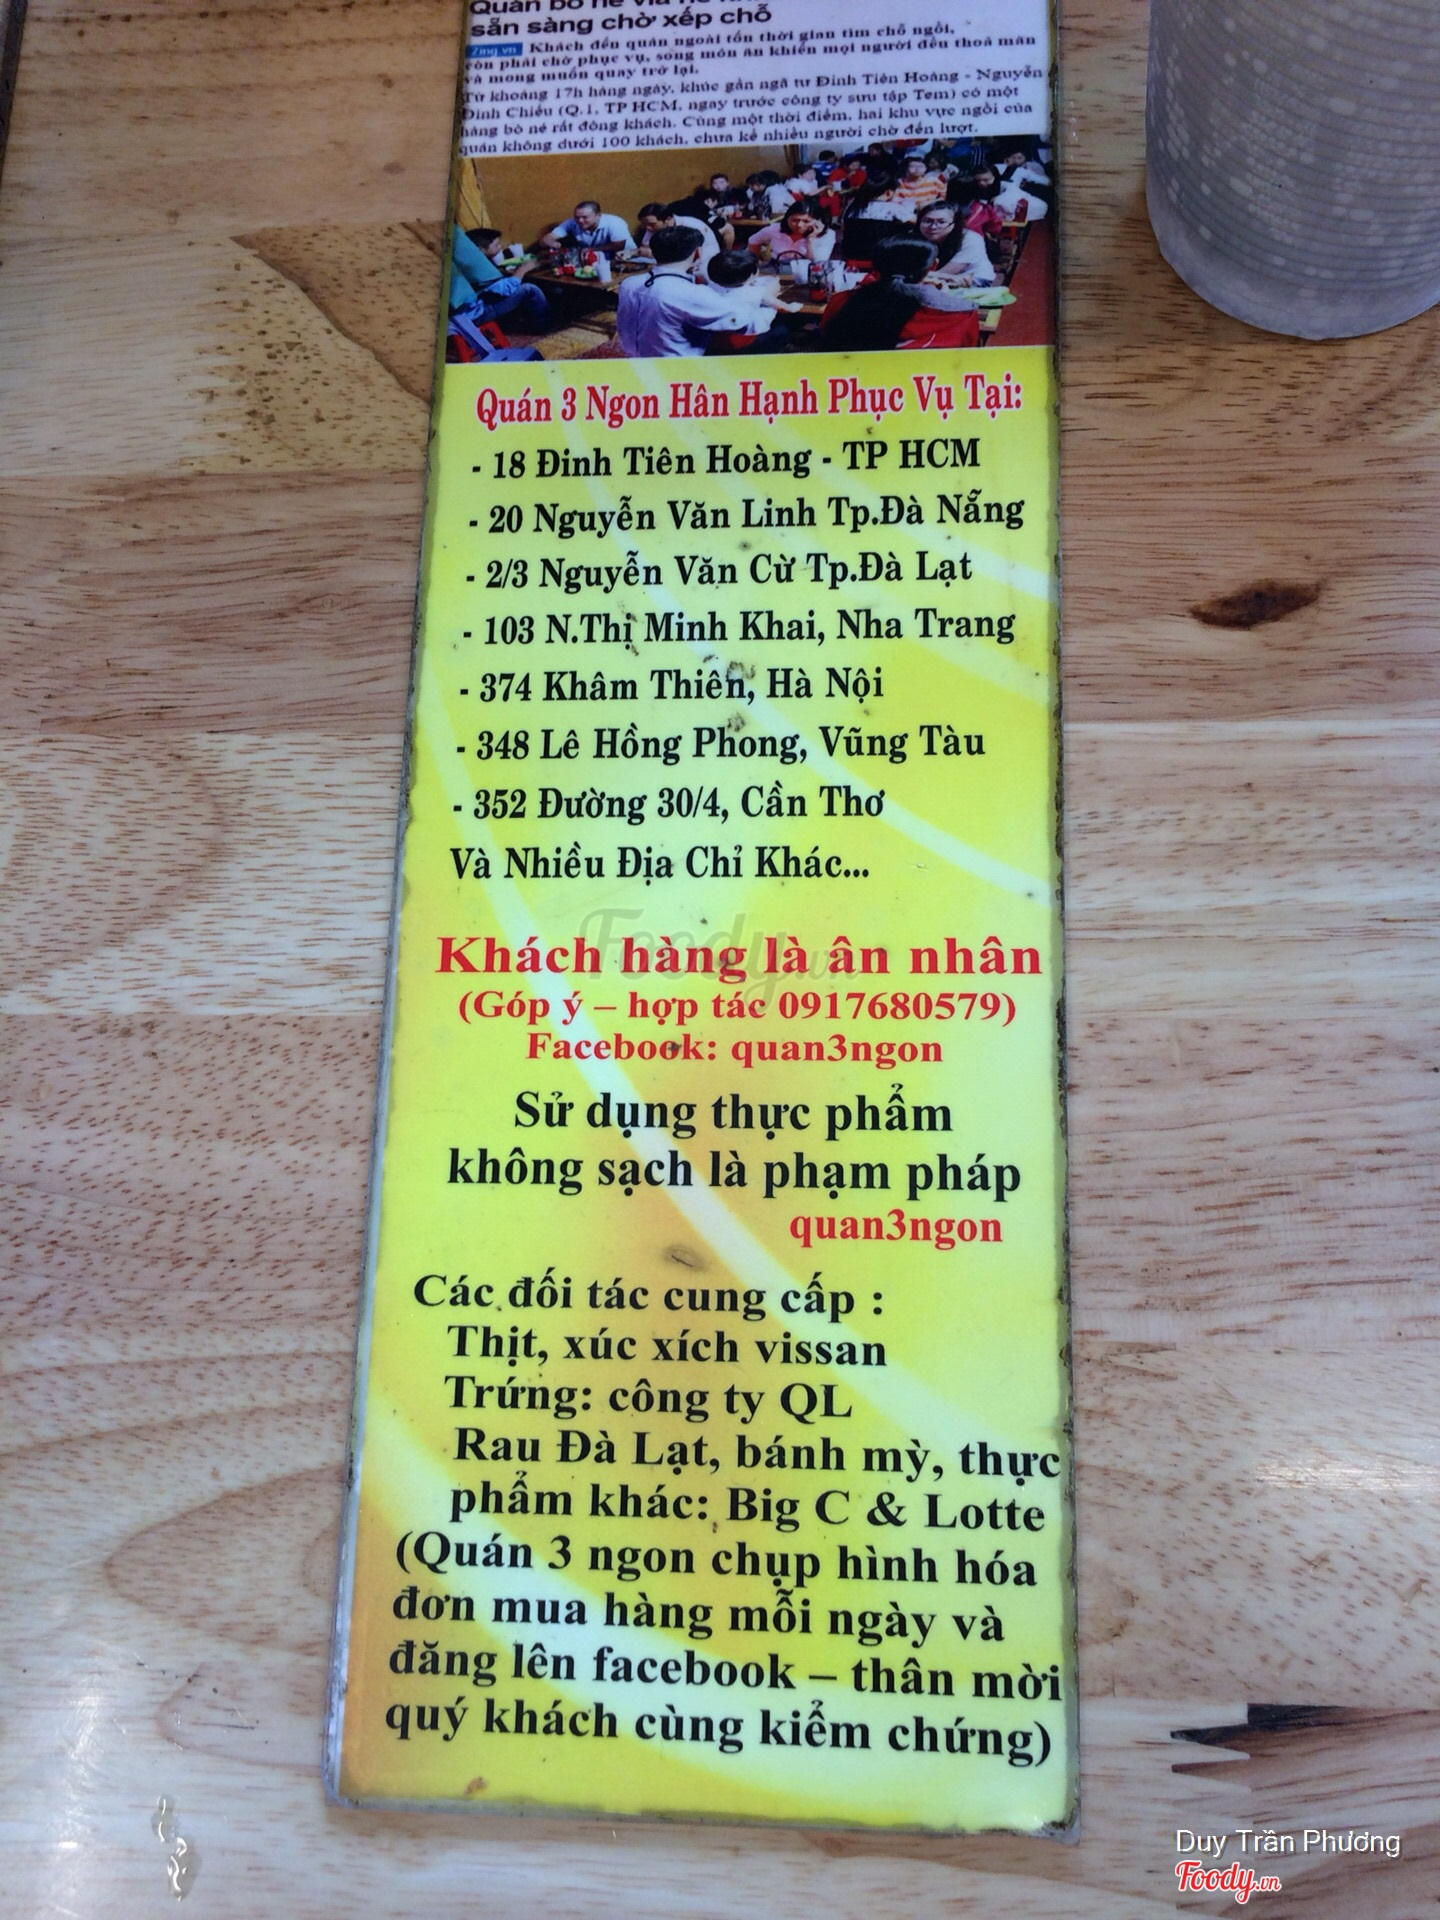 Quán bò né vỉa hè
sẵn sàng chờ xếp chỗ
Zing.vn Khách đến quán ngoài tốn thời gian tìm chỗ ngồi,
còn phải chờ phục vụ, song món ăn khiến mọi người đều thoả mãn
và mong muốn quay trở lại.
Từ khoảng 17h hàng ngày, khúc gần ngã tư Đinh Tiên Hoàng - Nguyễn
Đình Chiểu (Q.1, TP HCM, ngay trước công ty sưu tập Tem) có một
hàng bò né rất đông khách. Cùng một thời điểm, hai khu vực ngồi của
quán không dưới 100 khách, chưa kể nhiều người chờ đến lượt.
Quán 3 Ngon Hân Hạnh Phục Vụ Tại:
- 18 Đinh Tiên Hoàng - TP HCM
- 20 Nguyễn Văn Linh Tp.Đà Nẵng
- 2/3 Nguyễn Văn Cừ Tp.Đà Lạt
- 103 N.Thị Minh Khai, Nha Trang
- 374 Khâm Thiên, Hà Nội
- 348 Lê Hồng Phong, Vũng Tàu
- 352 Đường 30/4, Cần Thơ
Và Nhiều Địa Chỉ Khác...
Foody.vn
Khách hàng là ân nhân
(Góp ý – hợp tác 0917680579)
Facebook: quan3ngon
Sử dụng thực phẩm
không sạch là phạm pháp
quan3ngon
Các đối tác cung cấp :
Thịt, xúc xích vissan
Trứng: công ty QL
Rau Đà Lạt, bánh mỳ, thực
phẩm khác: Big C & Lotte
(Quán 3 ngon chụp hình hóa
đơn mua hàng mỗi ngày và
đăng lên facebook – thân mời
quý khách cùng kiểm chứng)
Duy Trần Phương
Foody.vn